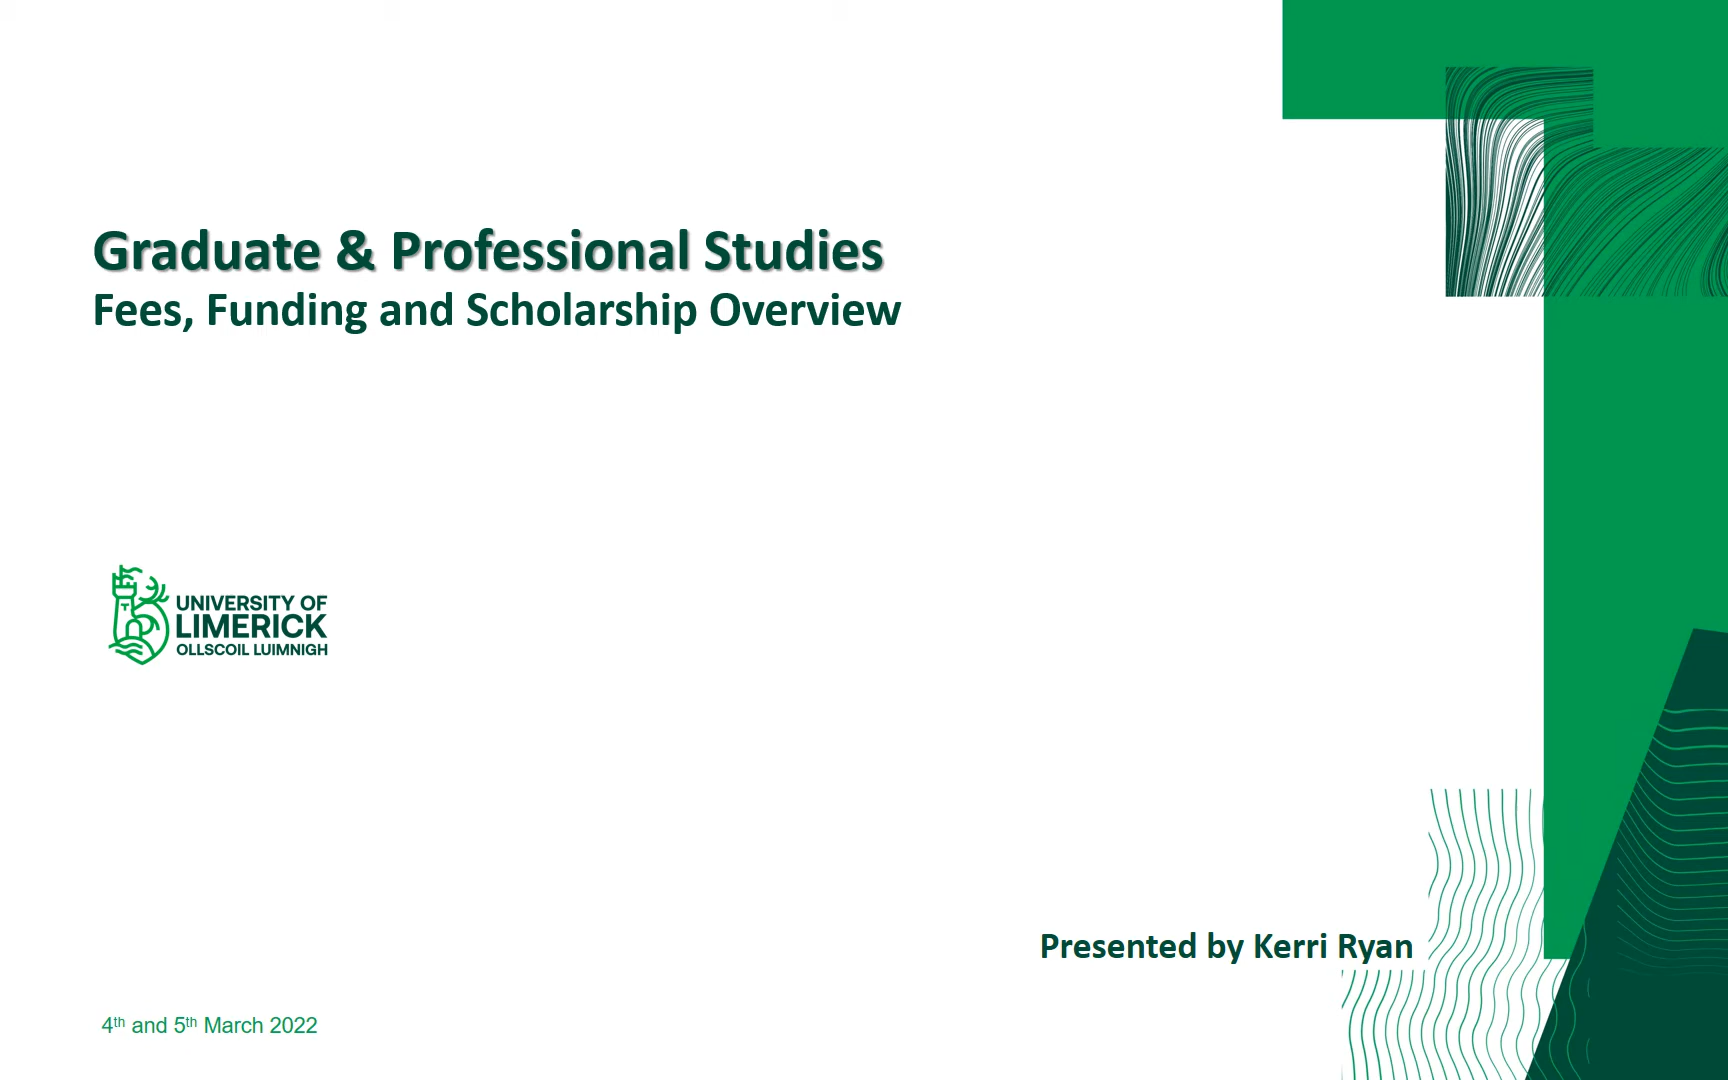 Graduate & Professional Studies
Fees, Funding and Scholarship Overview
UNIVERSITY OF
LIMERICK
OLLSCOIL LUIMNIGH
Presented by Kerri Ryan
4th and 5th March 2022